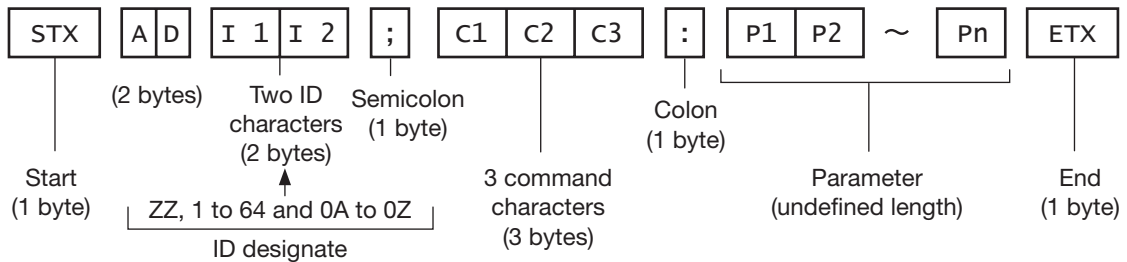 STX A D I 1 I 2 ; C1 C2 C3 : P1 P2 ～ Pn ETX
(2 bytes)
Two ID
characters
(2 bytes)
Semicolon
(1 byte)
Colon
(1 byte)
Start
(1 byte)
ZZ, 1 to 64 and 0A to 0Z
ID designate
3 command
characters
(3 bytes)
Parameter
(undefined length)
End
(1 byte)